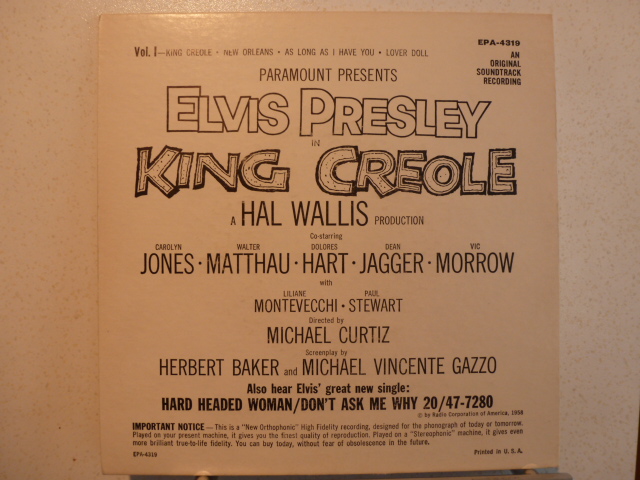 Vol. I—KING CREOLE • NEW ORLEANS • AS LONG AS I HAVE YOU • LOVER DOLL
EPA-4319
AN
ORIGINAL
SOUNDTRACK
RECORDING
PARAMOUNT PRESENTS
ELVIS PRESLEY
IN
KING CREOLE
A HAL WALLIS PRODUCTION
Co-starring
CAROLYN WALTER DOLORES DEAN VIC
JONES • MATTHAU • HART • JAGGER • MORROW
with
LILIANE PAUL
MONTEVECCHI • STEWART
Directed by
MICHAEL CURTIZ
Screenplay by
HERBERT BAKER and MICHAEL VINCENTE GAZZO
Also hear Elvis' great new single:
HARD HEADED WOMAN/DON'T ASK ME WHY 20/47-7280
© by Radio Corporation of America, 1958
IMPORTANT NOTICE – This is a "New Orthophonic" High Fidelity recording, designed for the phonograph of today or tomorrow.
Played on your present machine, it gives you the finest quality of reproduction. Played on a "Stereophonic" machine, it gives even
more brilliant true-to-life fidelity. You can buy today, without fear of obsolescence in the future.
EPA-4319
Printed in U. S. A.